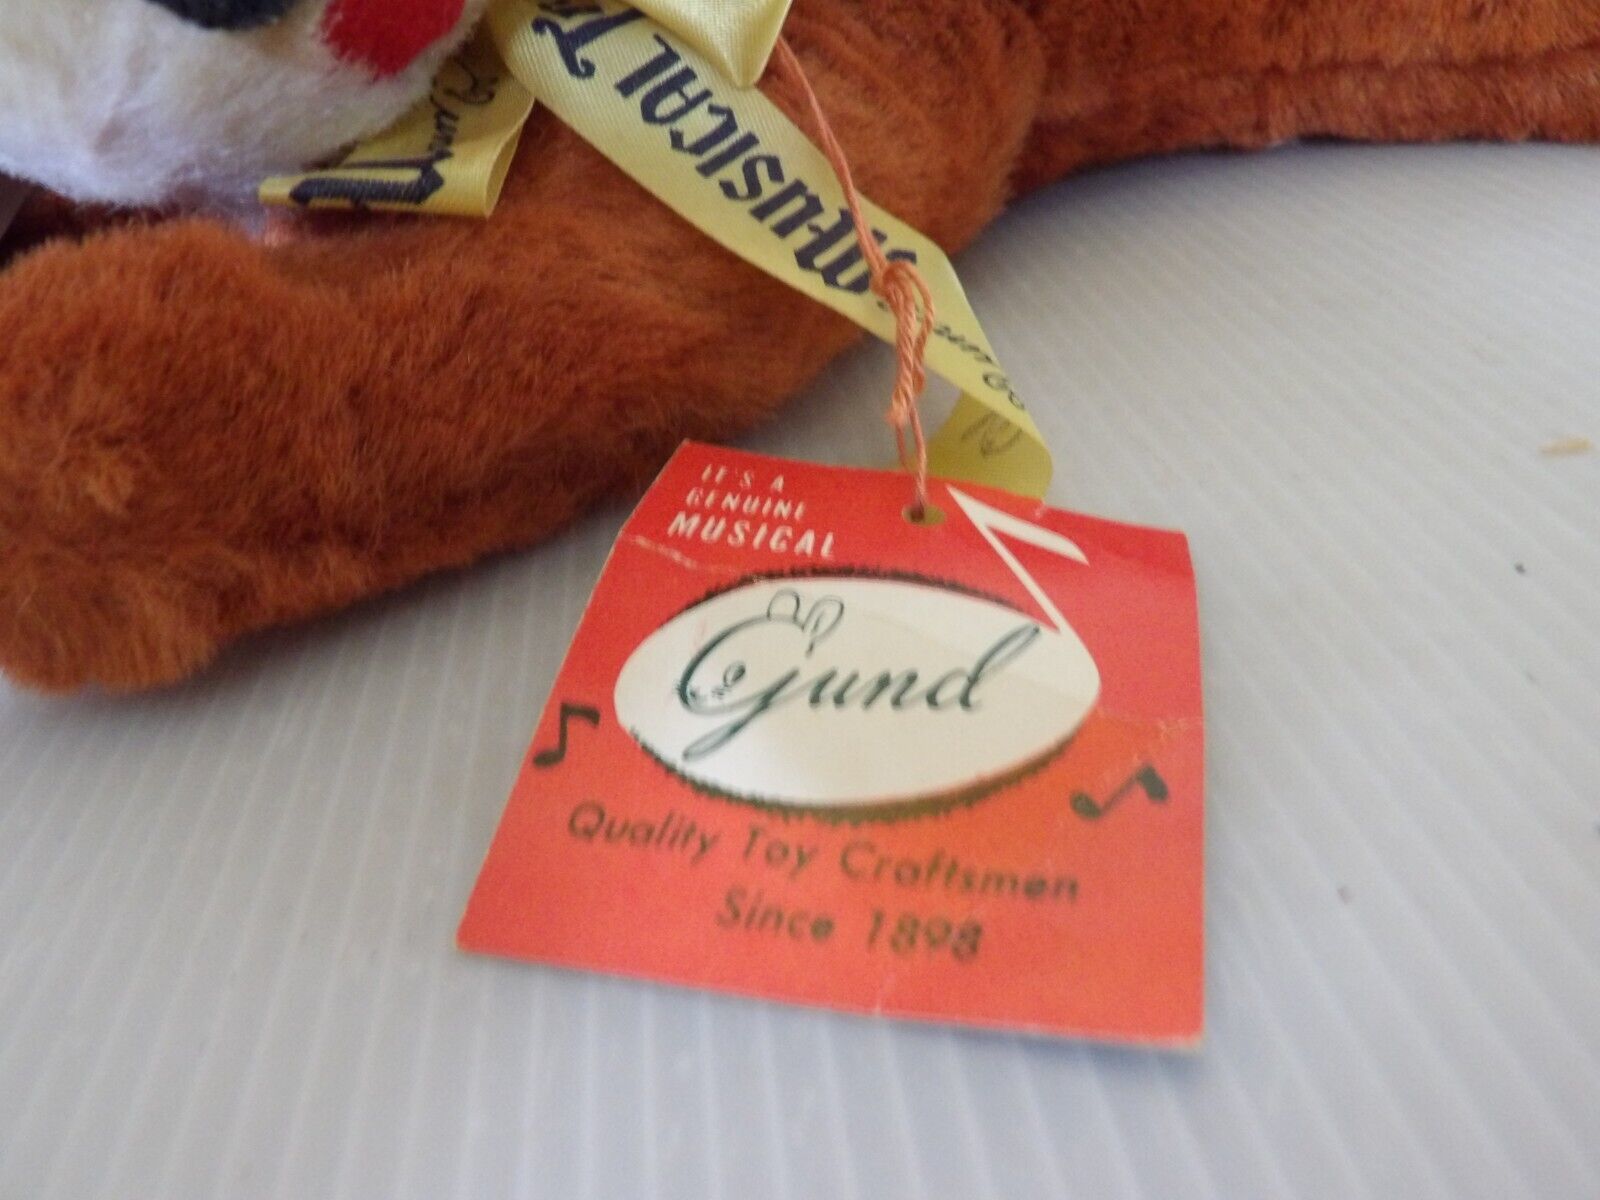 MUSICAL
IT'S A
GENUINE
MUSICAL
Gund
Quality Toy Craftsmen
Since 1898